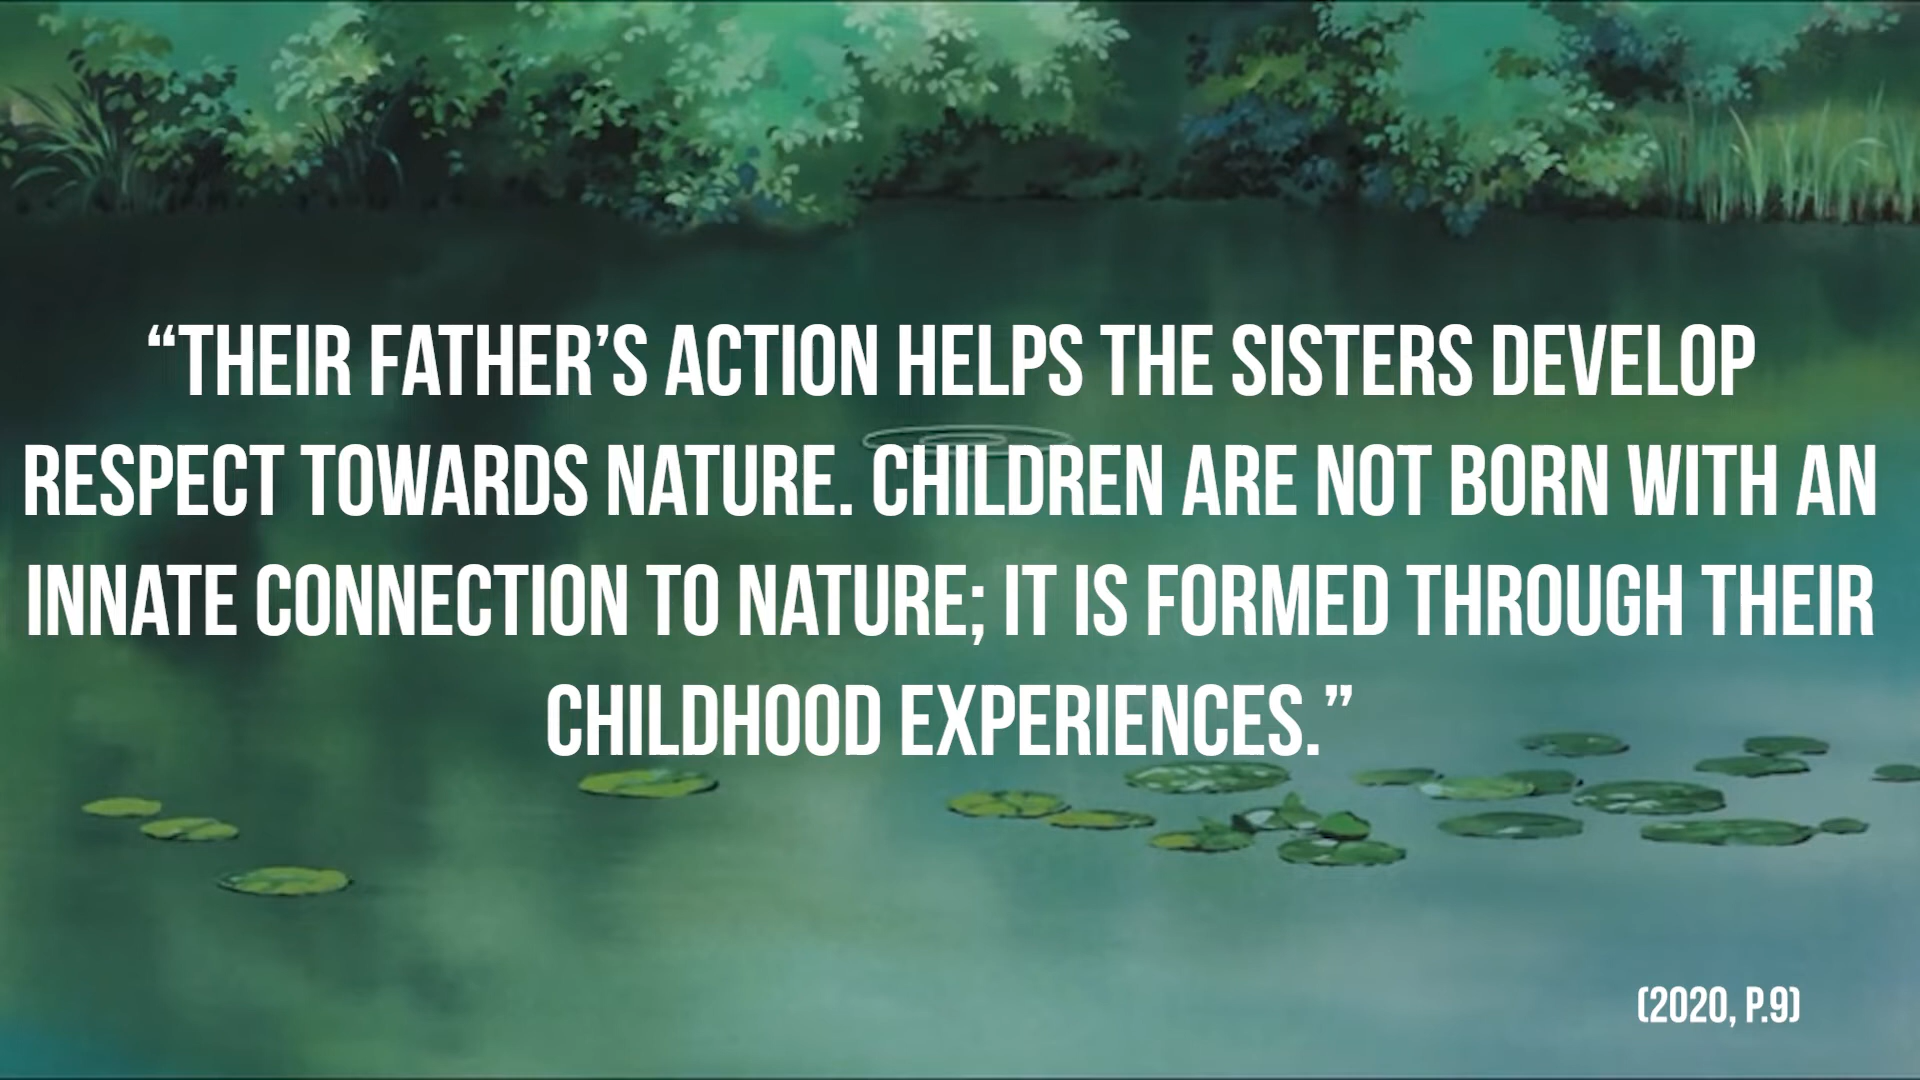 “THEIR FATHER’S ACTION HELPS THE SISTERS DEVELOP
RESPECT TOWARDS NATURE. CHILDREN ARE NOT BORN WITH AN
INNATE CONNECTION TO NATURE; IT IS FORMED THROUGH THEIR
CHILDHOOD EXPERIENCES.”
(2020, P.9)